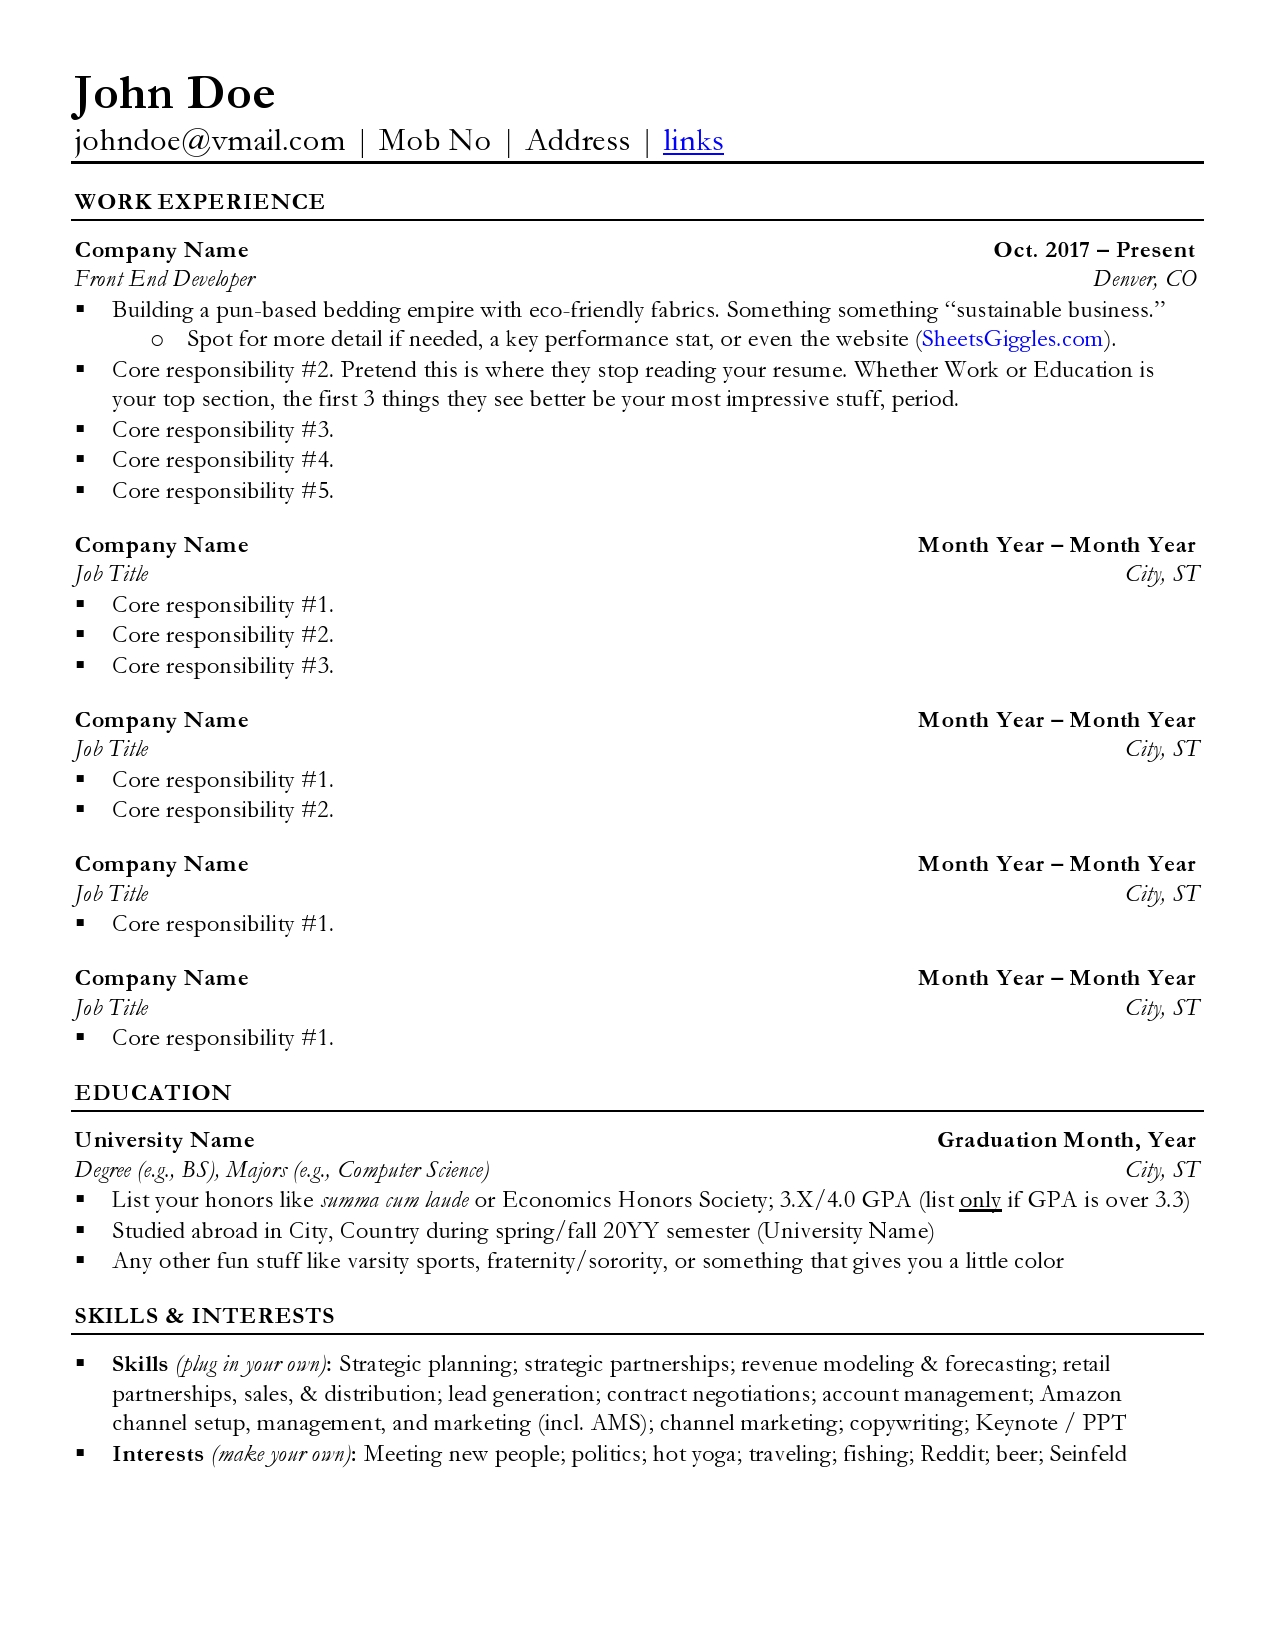 John Doe
johndoe@vmail.com | Mob No | Address | links
WORK EXPERIENCE
Company Name Oct. 2017 – Present
Front End Developer Denver, CO
▪ Building a pun-based bedding empire with eco-friendly fabrics. Something something “sustainable business.”
o Spot for more detail if needed, a key performance stat, or even the website (SheetsGiggles.com).
▪ Core responsibility #2. Pretend this is where they stop reading your resume. Whether Work or Education is
your top section, the first 3 things they see better be your most impressive stuff, period.
▪ Core responsibility #3.
▪ Core responsibility #4.
▪ Core responsibility #5.
Company Name Month Year – Month Year
Job Title City, ST
▪ Core responsibility #1.
▪ Core responsibility #2.
▪ Core responsibility #3.
Company Name Month Year – Month Year
Job Title City, ST
▪ Core responsibility #1.
▪ Core responsibility #2.
Company Name Month Year – Month Year
Job Title City, ST
▪ Core responsibility #1.
Company Name Month Year – Month Year
Job Title City, ST
▪ Core responsibility #1.
EDUCATION
University Name Graduation Month, Year
Degree (e.g., BS), Majors (e.g., Computer Science) City, ST
▪ List your honors like summa cum laude or Economics Honors Society; 3.X/4.0 GPA (list only if GPA is over 3.3)
▪ Studied abroad in City, Country during spring/fall 20YY semester (University Name)
▪ Any other fun stuff like varsity sports, fraternity/sorority, or something that gives you a little color
SKILLS & INTERESTS
▪ Skills (plug in your own): Strategic planning; strategic partnerships; revenue modeling & forecasting; retail
partnerships, sales, & distribution; lead generation; contract negotiations; account management; Amazon
channel setup, management, and marketing (incl. AMS); channel marketing; copywriting; Keynote / PPT
▪ Interests (make your own): Meeting new people; politics; hot yoga; traveling; fishing; Reddit; beer; Seinfeld